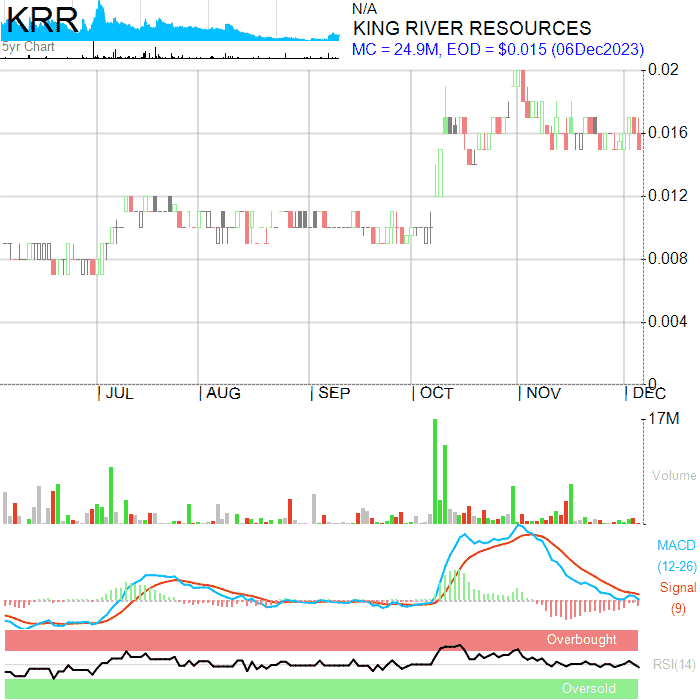 KRR
5yr Chart
N/A
KING RIVER RESOURCES
MC = 24.9M, EOD = $0.015 (06Dec2023)
0.02
0.016
0.012
0.008
0.004
0
JUL AUG SEP OCT NOV DEC
17M
Volume
MACD
(12-26)
Signal
(9)
Overbought
RSI(14)
Oversold